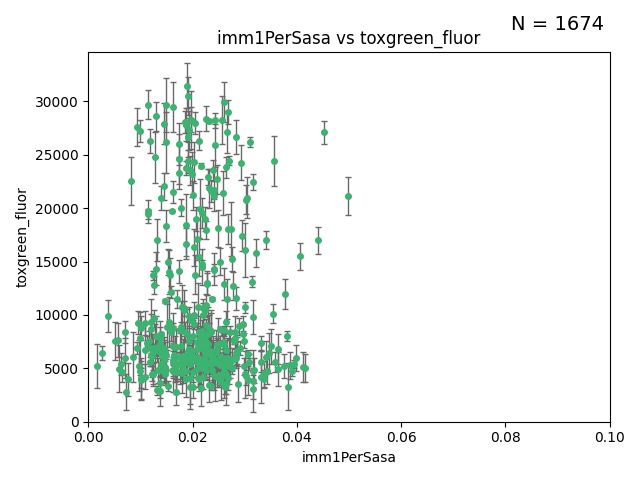 N = 1674
imm1PerSasa vs toxgreen_fluor
toxgreen_fluor
30000
25000
20000
15000
10000
5000
0
0.00 0.02 0.04 0.06 0.08 0.10
imm1PerSasa